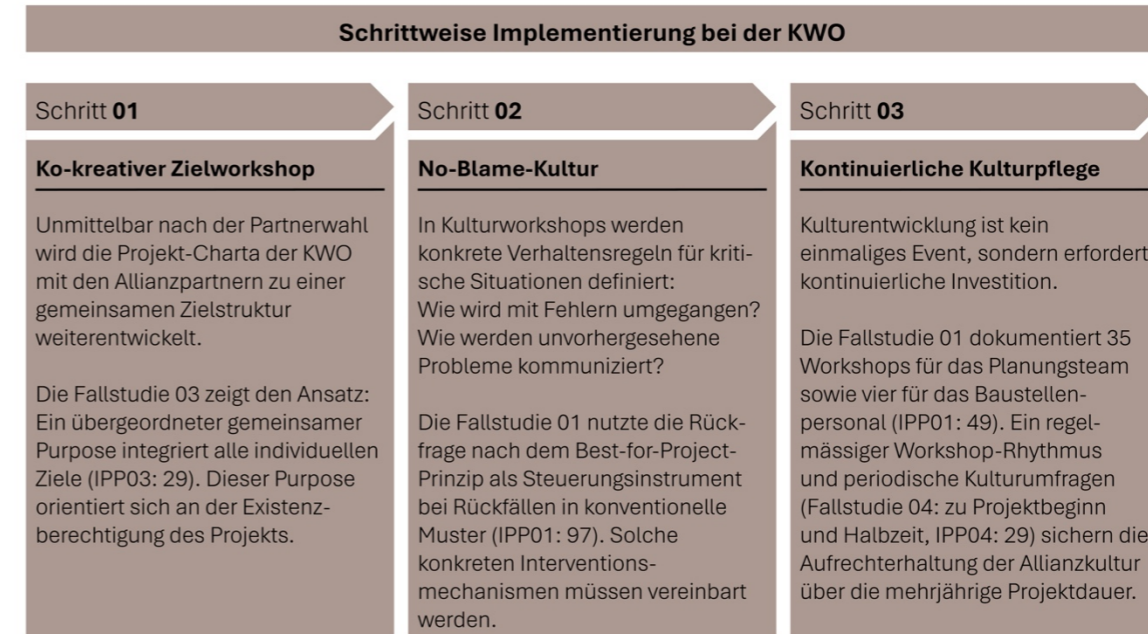 Schrittweise Implementierung bei der KWO
Schritt 01
Ko-kreativer Zielworkshop
Unmittelbar nach der Partnerwahl
wird die Projekt-Charta der KWO
mit den Allianzpartnern zu einer
gemeinsamen Zielstruktur
weiterentwickelt.
Die Fallstudie 03 zeigt den Ansatz:
Ein übergeordneter gemeinsamer
Purpose integriert alle individuellen
Ziele (IPP03: 29). Dieser Purpose
orientiert sich an der Existenz-
berechtigung des Projekts.
Schritt 02
No-Blame-Kultur
In Kulturworkshops werden
konkrete Verhaltensregeln für kriti-
sche Situationen definiert:
Wie wird mit Fehlern umgegangen?
Wie werden unvorhergesehene
Probleme kommuniziert?
Die Fallstudie 01 nutzte die Rück-
frage nach dem Best-for-Project-
Prinzip als Steuerungsinstrument
bei Rückfällen in konventionelle
Muster (IPP01: 97). Solche
konkreten Interventions-
mechanismen müssen vereinbart
werden.
Schritt 03
Kontinuierliche Kulturpflege
Kulturentwicklung ist kein
einmaliges Event, sondern erfordert
kontinuierliche Investition.
Die Fallstudie 01 dokumentiert 35
Workshops für das Planungsteam
sowie vier für das Baustellen-
personal (IPP01: 49). Ein regel-
mässiger Workshop-Rhythmus
und periodische Kulturumfragen
(Fallstudie 04: zu Projektbeginn
und Halbzeit, IPP04: 29) sichern die
Aufrechterhaltung der Allianzkultur
über die mehrjährige Projektdauer.